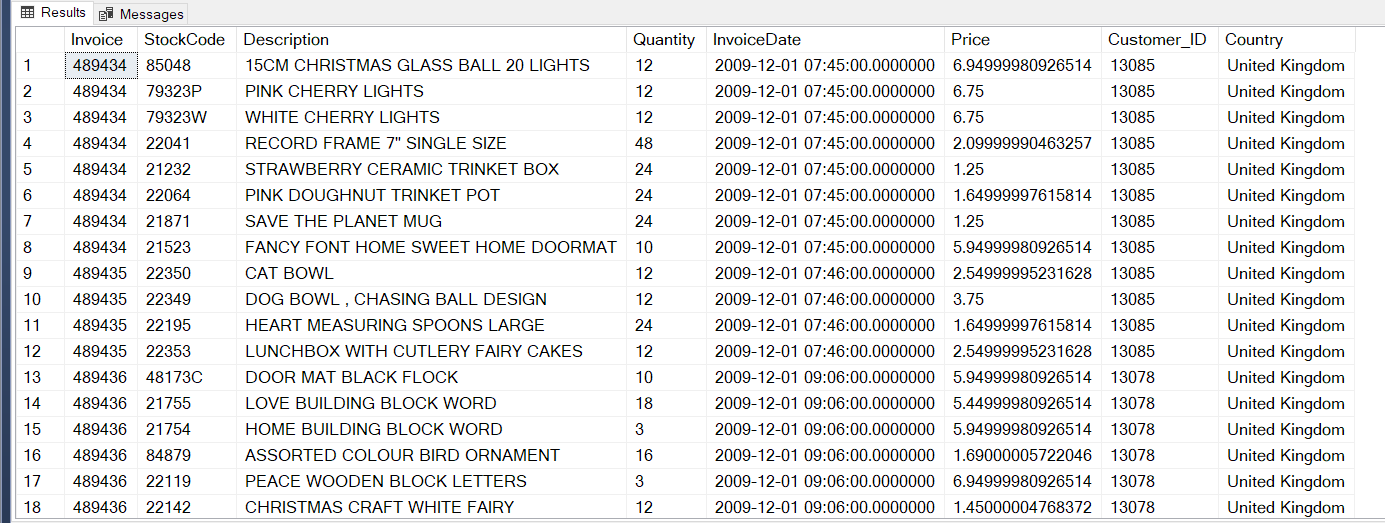 Results Messages
Invoice StockCode Description Quantity InvoiceDate Price Customer_ID Country
1 489434 85048 15CM CHRISTMAS GLASS BALL 20 LIGHTS 12 2009-12-01 07:45:00.0000000 6.94999980926514 13085 United Kingdom
2 489434 79323P PINK CHERRY LIGHTS 12 2009-12-01 07:45:00.0000000 6.75 13085 United Kingdom
3 489434 79323W WHITE CHERRY LIGHTS 12 2009-12-01 07:45:00.0000000 6.75 13085 United Kingdom
4 489434 22041 RECORD FRAME 7" SINGLE SIZE 48 2009-12-01 07:45:00.0000000 2.09999990463257 13085 United Kingdom
5 489434 21232 STRAWBERRY CERAMIC TRINKET BOX 24 2009-12-01 07:45:00.0000000 1.25 13085 United Kingdom
6 489434 22064 PINK DOUGHNUT TRINKET POT 24 2009-12-01 07:45:00.0000000 1.64999997615814 13085 United Kingdom
7 489434 21871 SAVE THE PLANET MUG 24 2009-12-01 07:45:00.0000000 1.25 13085 United Kingdom
8 489434 21523 FANCY FONT HOME SWEET HOME DOORMAT 10 2009-12-01 07:45:00.0000000 5.94999980926514 13085 United Kingdom
9 489435 22350 CAT BOWL 12 2009-12-01 07:46:00.0000000 2.54999995231628 13085 United Kingdom
10 489435 22349 DOG BOWL , CHASING BALL DESIGN 12 2009-12-01 07:46:00.0000000 3.75 13085 United Kingdom
11 489435 22195 HEART MEASURING SPOONS LARGE 24 2009-12-01 07:46:00.0000000 1.64999997615814 13085 United Kingdom
12 489435 22353 LUNCHBOX WITH CUTLERY FAIRY CAKES 12 2009-12-01 07:46:00.0000000 2.54999995231628 13085 United Kingdom
13 489436 48173C DOOR MAT BLACK FLOCK 10 2009-12-01 09:06:00.0000000 5.94999980926514 13078 United Kingdom
14 489436 21755 LOVE BUILDING BLOCK WORD 18 2009-12-01 09:06:00.0000000 5.44999980926514 13078 United Kingdom
15 489436 21754 HOME BUILDING BLOCK WORD 3 2009-12-01 09:06:00.0000000 5.94999980926514 13078 United Kingdom
16 489436 84879 ASSORTED COLOUR BIRD ORNAMENT 16 2009-12-01 09:06:00.0000000 1.69000005722046 13078 United Kingdom
17 489436 22119 PEACE WOODEN BLOCK LETTERS 3 2009-12-01 09:06:00.0000000 6.94999980926514 13078 United Kingdom
18 489436 22142 CHRISTMAS CRAFT WHITE FAIRY 12 2009-12-01 09:06:00.0000000 1.45000004768372 13078 United Kingdom